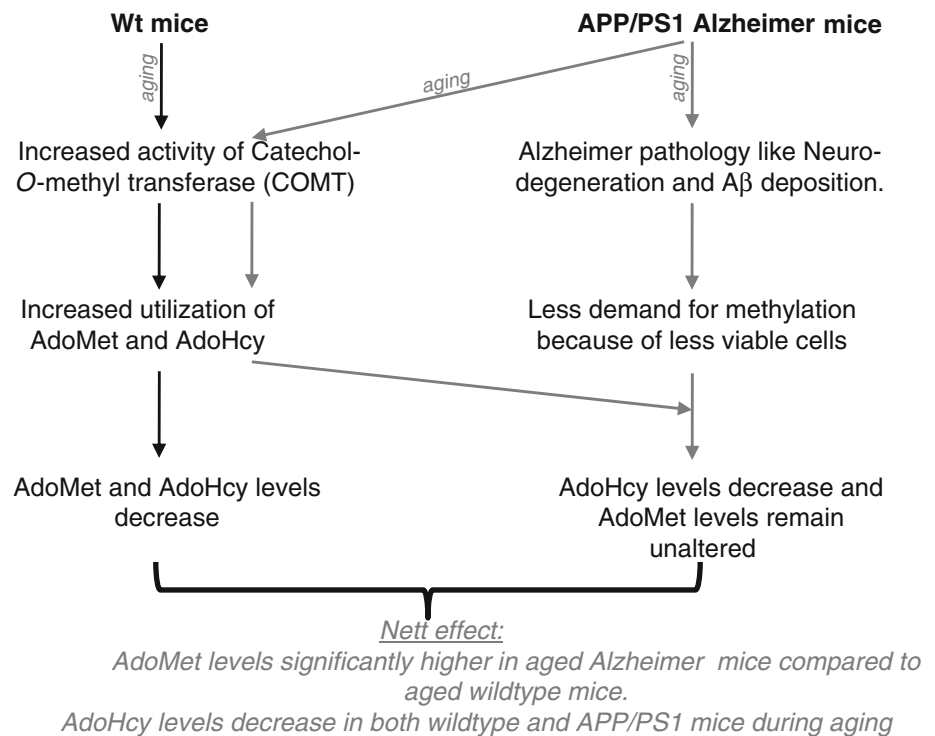 Wt mice
APP/PS1 Alzheimer mice
aging
aging
aging
Increased activity of Catechol-
O-methyl transferase (COMT)
Alzheimer pathology like Neuro-
degeneration and Aβ deposition.
Increased utilization of
AdoMet and AdoHcy
Less demand for methylation
because of less viable cells
AdoMet and AdoHcy levels
decrease
AdoHcy levels decrease and
AdoMet levels remain
unaltered
Nett effect:
AdoMet levels significantly higher in aged Alzheimer mice compared to
aged wildtype mice.
AdoHcy levels decrease in both wildtype and APP/PS1 mice during aging